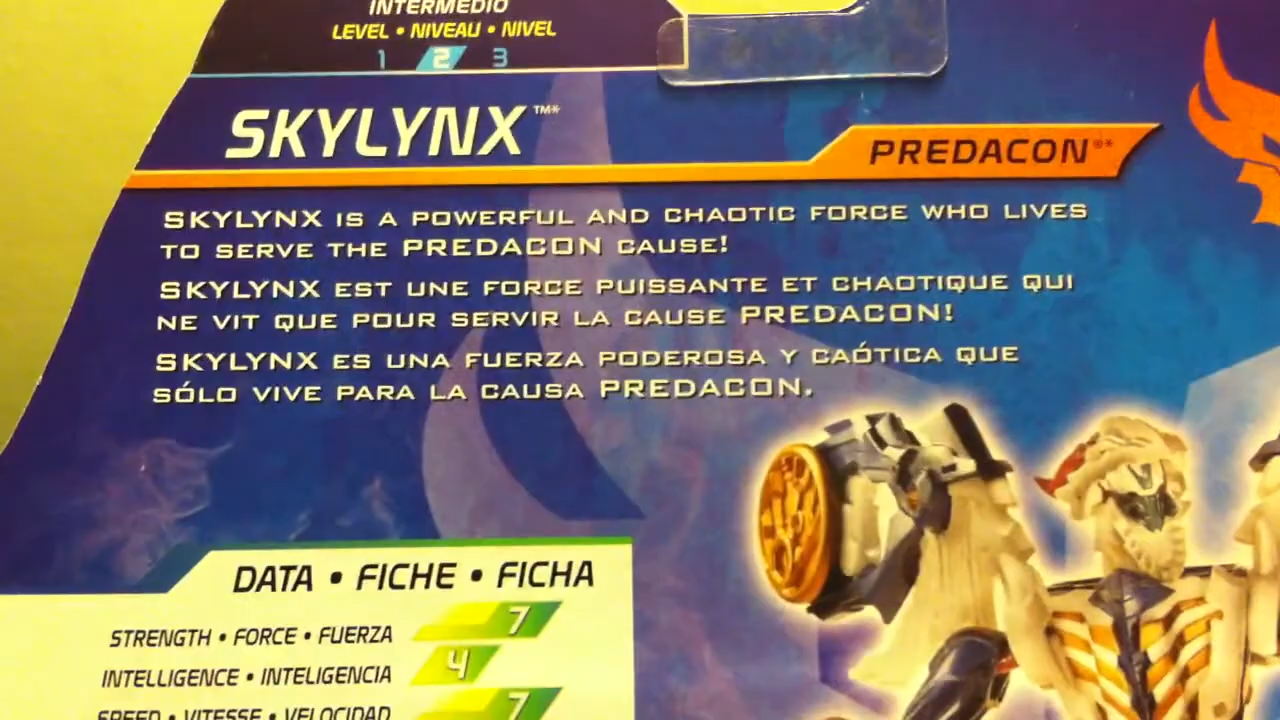 INTERMEDIO
LEVEL • NIVEAU • NIVEL
1 2 3
SKYLYNX™*
PREDACON®*
SKYLYNX IS A POWERFUL AND CHAOTIC FORCE WHO LIVES
TO SERVE THE PREDACON CAUSE!
SKYLYNX EST UNE FORCE PUISSANTE ET CHAOTIQUE QUI
NE VIT QUE POUR SERVIR LA CAUSE PREDACON!
SKYLYNX ES UNA FUERZA PODEROSA Y CAÓTICA QUE
SÓLO VIVE PARA LA CAUSA PREDACON.
DATA • FICHE • FICHA
STRENGTH • FORCE • FUERZA 7
INTELLIGENCE • INTELIGENCIA 4
SPEED • VITESSE • VELOCIDAD 7